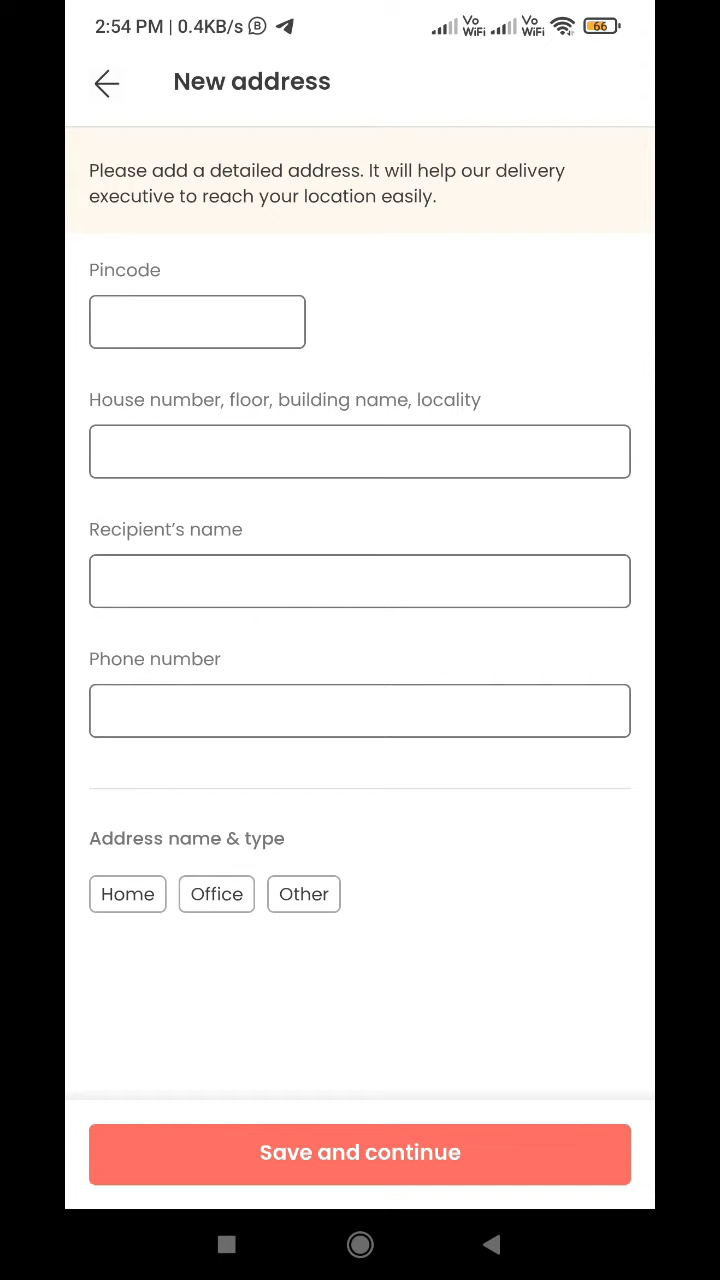 2:54 PM | 0.4KB/s B Vo WiFi Vo WiFi 66
New address
Please add a detailed address. It will help our delivery
executive to reach your location easily.
Pincode
House number, floor, building name, locality
Recipient's name
Phone number
Address name & type
Home Office Other
Save and continue